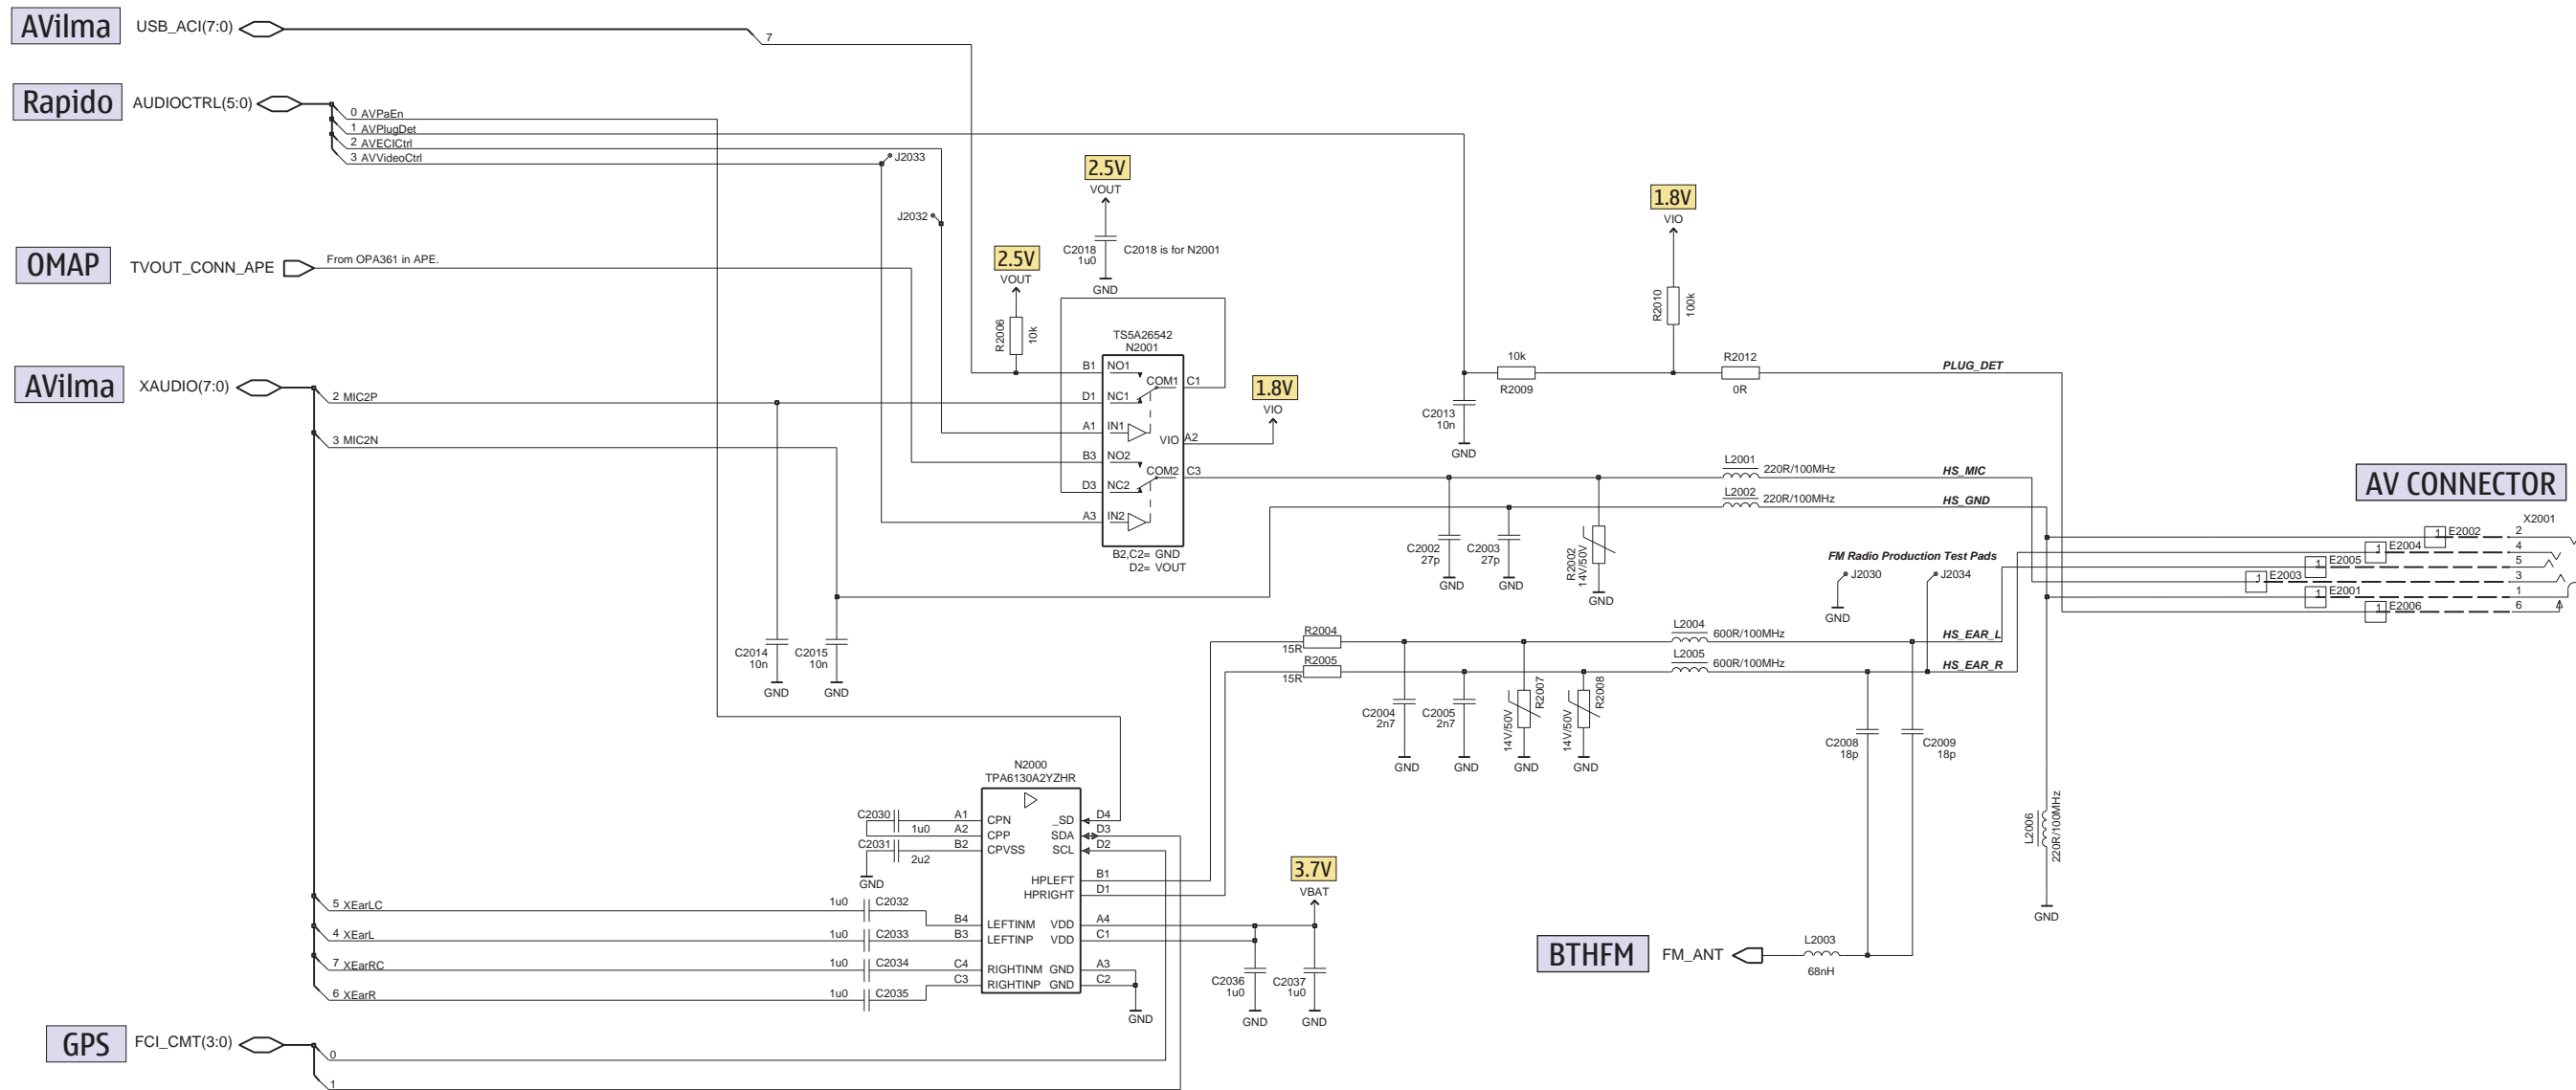 AVilma USB_ACI(7:0)
7
Rapido AUDIOCTRL(5:0)
0 AVPaEn
1 AVPlugDet
2 AVECICtrl
3 AVVideoCtrl
J2033
J2032
2.5V
VOUT
C2018
1u0
C2018 is for N2001
GND
1.8V
VIO
R2010
100k
OMAP TVOUT_CONN_APE
From OPA361 in APE.
2.5V
VOUT
R2006
10k
TS5A26542
N2001
B1 NO1
COM1 C1
D1 NC1
A1 IN1
VIO A2
B3 NO2
COM2 C3
D3 NC2
A3 IN2
B2,C2= GND
D2= VOUT
1.8V
VIO
AVilma XAUDIO(7:0)
2 MIC2P
3 MIC2N
10k
R2009
R2012
0R
PLUG_DET
C2013
10n
GND
L2001
220R/100MHz
HS_MIC
L2002
220R/100MHz
HS_GND
C2002
27p
GND
C2003
27p
GND
R2002
14V/50V
GND
AV CONNECTOR
X2001
1 E2002 2
1 E2004 4
1 E2005 5
1 E2003 3
1 E2001 1
1 E2006 6
FM Radio Production Test Pads
J2030
GND
J2034
C2014
10n
GND
C2015
10n
GND
R2004
15R
R2005
15R
L2004
600R/100MHz
HS_EAR_L
L2005
600R/100MHz
HS_EAR_R
C2004
2n7
GND
C2005
2n7
GND
R2007
14V/50V
GND
R2008
14V/50V
GND
C2008
18p
C2009
18p
L2006
220R/100MHz
GND
N2000
TPA6130A2YZHR
C2030
1u0
C2031
2u2
GND
A1 CPN
A2 CPP
B2 CPVSS
_SD D4
SDA D3
SCL D2
HPLEFT B1
HPRIGHT D1
B4 LEFTINM VDD A4
B3 LEFTINP VDD C1
C4 RIGHTINM GND A3
C3 RIGHTINP GND C2
GND
3.7V
VBAT
C2036
1u0
GND
C2037
1u0
GND
5 XEarLC
1u0 C2032
4 XEarL
1u0 C2033
7 XEarRC
1u0 C2034
6 XEarR
1u0 C2035
BTHFM FM_ANT
L2003
68nH
GPS FCI_CMT(3:0)
0
1